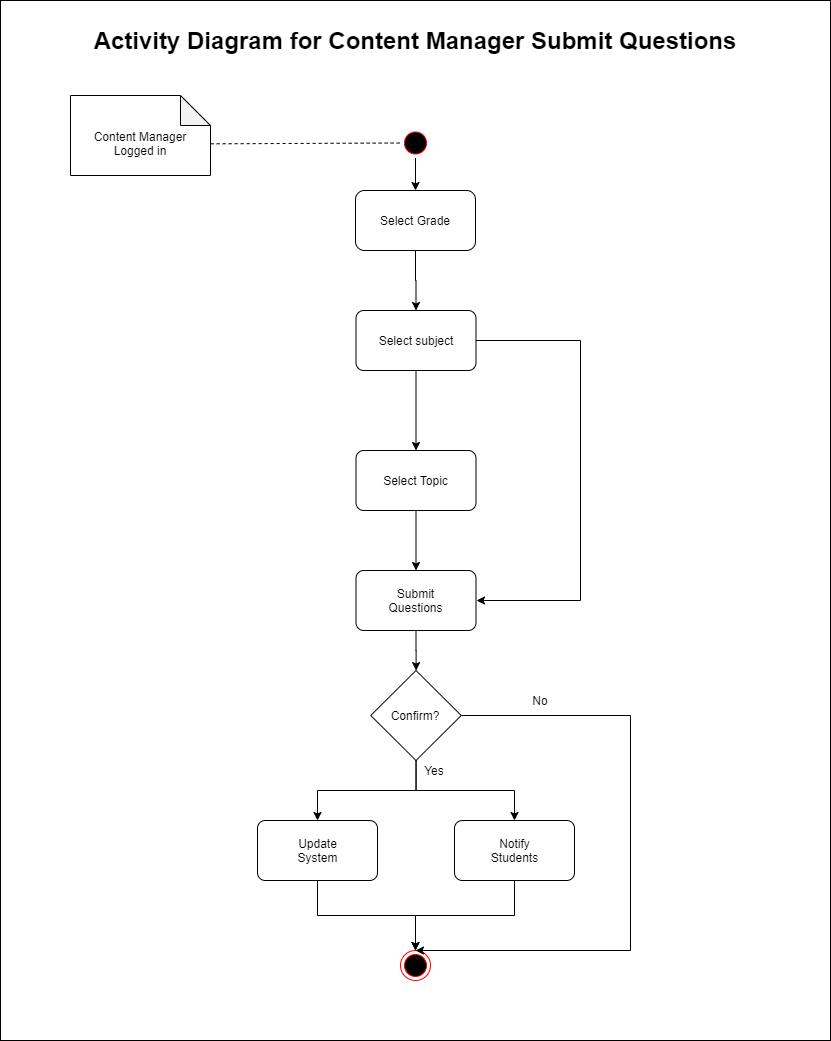 Activity Diagram for Content Manager Submit Questions
Content Manager
Logged in
Select Grade
Select subject
Select Topic
Submit
Questions
Confirm?
No
Yes
Update
System
Notify
Students